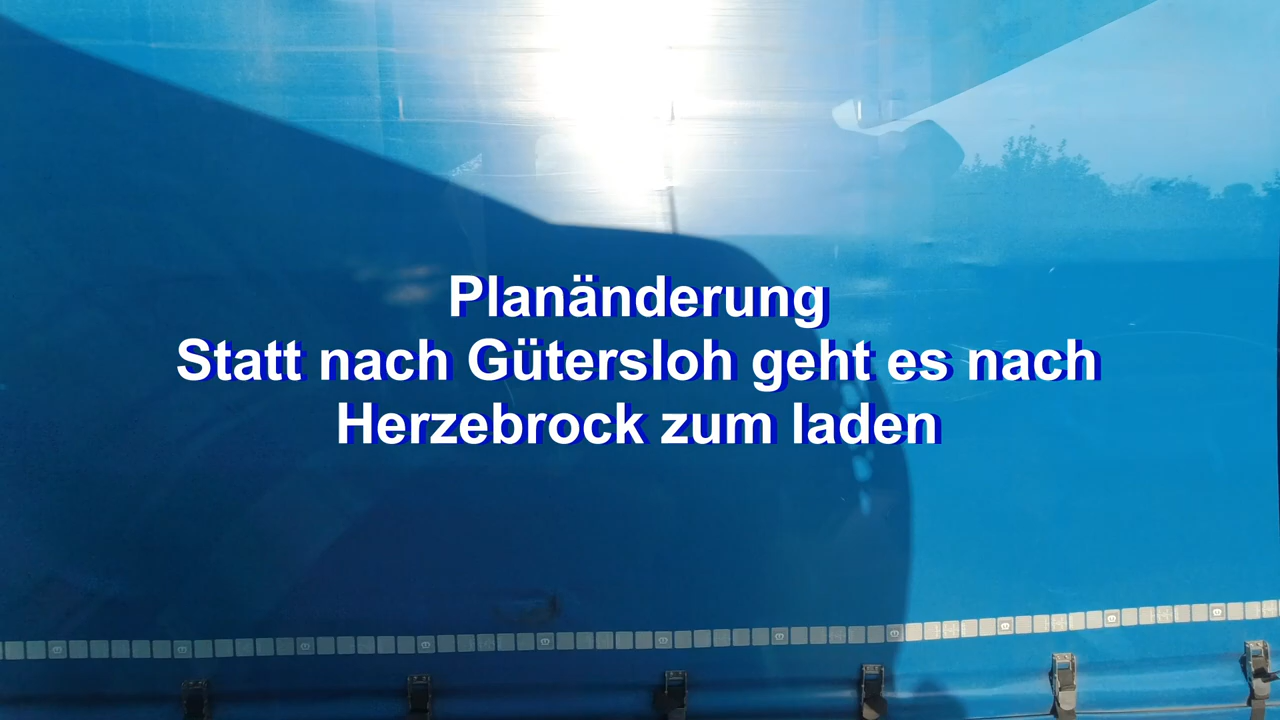 Planänderung
Statt nach Gütersloh geht es nach
Herzebrock zum laden